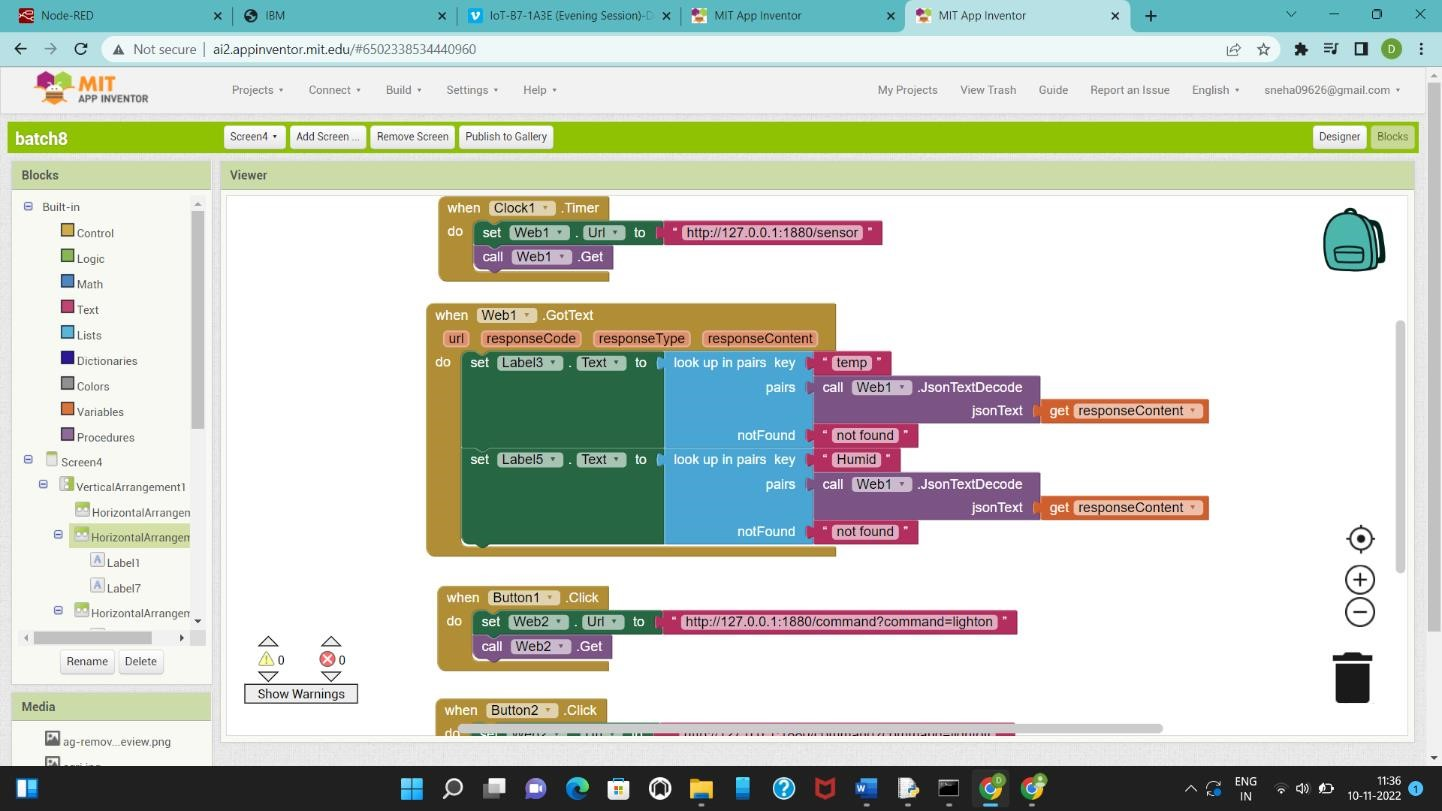 Node-RED
IBM
IoT-B7-1A3E (Evening Session)-D
MIT App Inventor
MIT App Inventor
Not secure | ai2.appinventor.mit.edu/#6502338534440960
D
MIT
APP INVENTOR
Projects Connect Build Settings Help
My Projects View Trash Guide Report an Issue English sneha09626@gmail.com
batch8
Screen4 Add Screen ... Remove Screen Publish to Gallery
Designer Blocks
Blocks
Built-in
Control
Logic
Math
Text
Lists
Dictionaries
Colors
Variables
Procedures
Screen4
VerticalArrangement1
HorizontalArrangen
HorizontalArrangem
Label1
Label7
HorizontalArrangen
Rename Delete
Media
ag-remov...eview.png
Viewer
when Clock1 .Timer
do set Web1 . Url to " http://127.0.0.1:1880/sensor "
call Web1 .Get
when Web1 .GotText
url responseCode responseType responseContent
do set Label3 . Text to look up in pairs key " temp "
pairs call Web1 .JsonTextDecode
jsonText get responseContent
notFound " not found "
set Label5 . Text to look up in pairs key " Humid "
pairs call Web1 .JsonTextDecode
jsonText get responseContent
notFound " not found "
when Button1 .Click
do set Web2 . Url to " http://127.0.0.1:1880/command?command=lighton "
call Web2 .Get
when Button2 .Click
0 0
Show Warnings
ENG
IN
11:36
10-11-2022
1